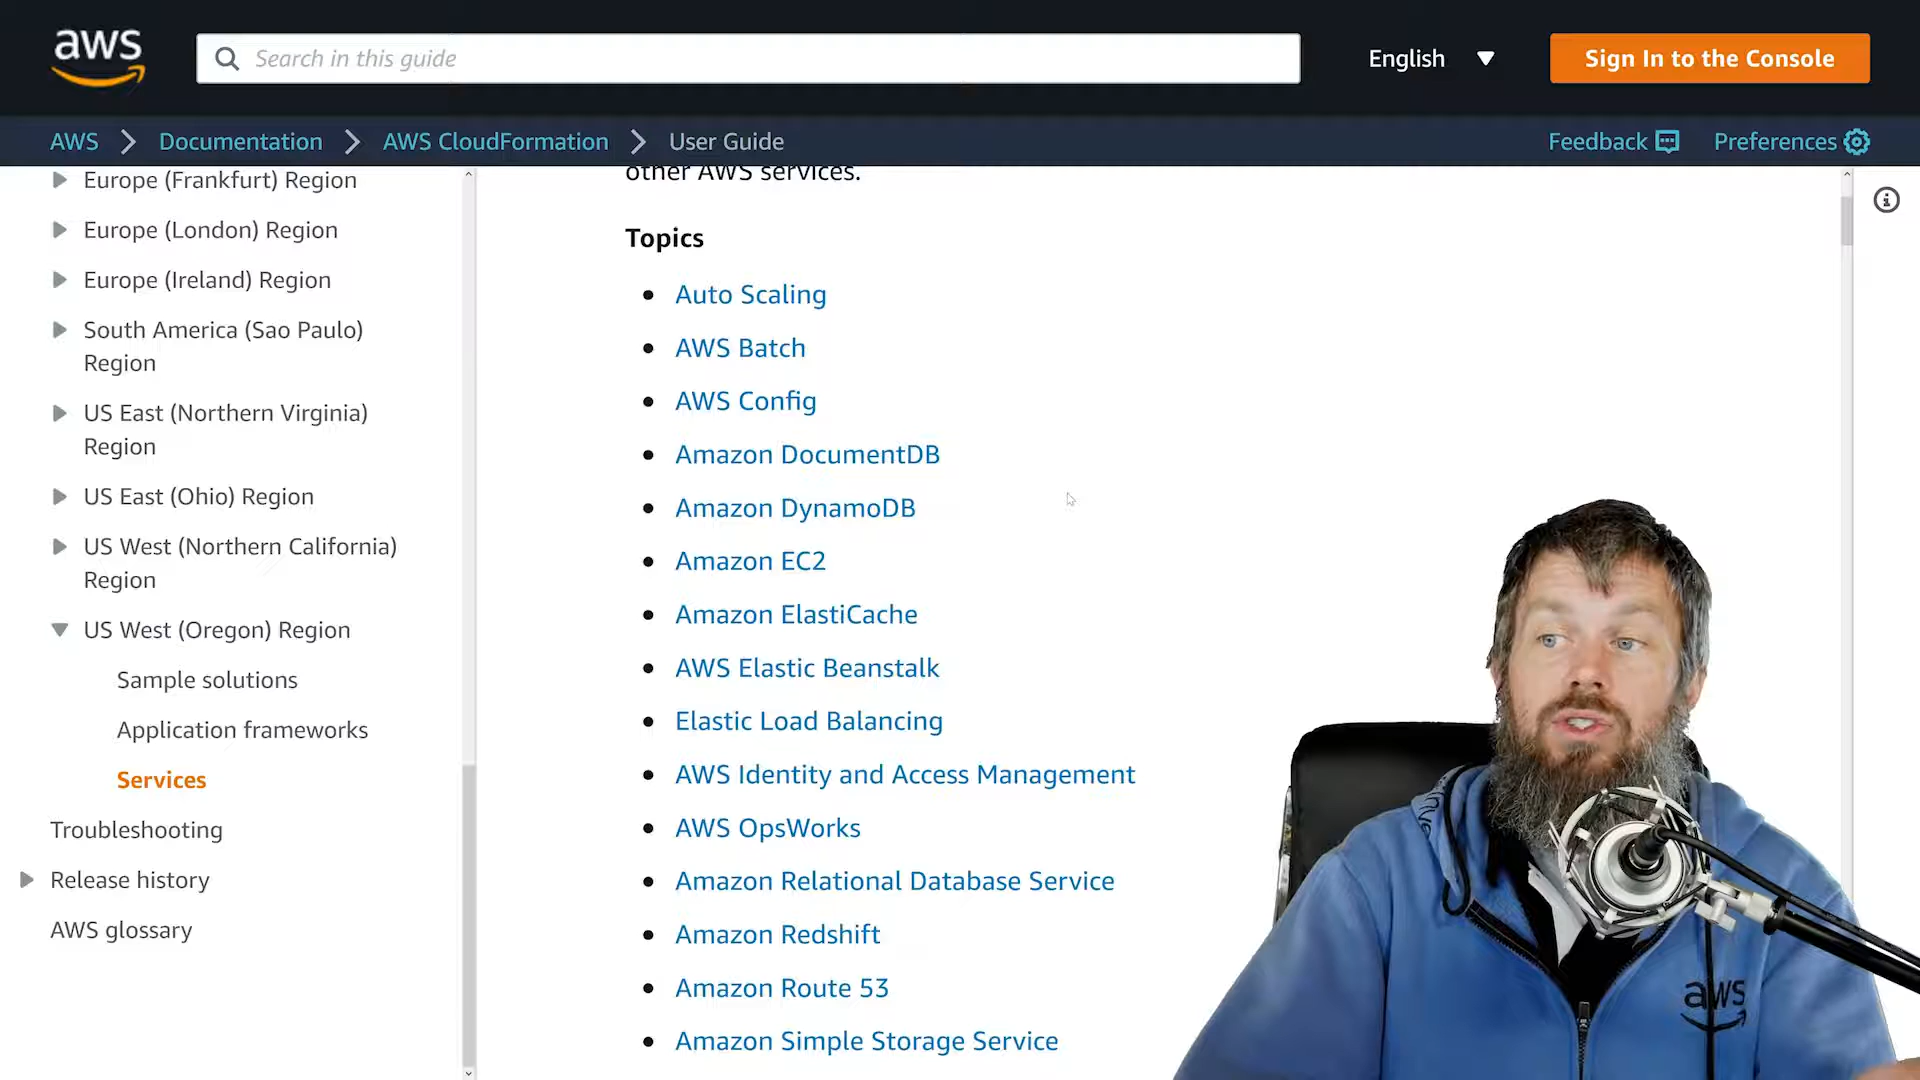 aws
Search in this guide
English
Sign In to the Console
AWS
Documentation
AWS CloudFormation
User Guide
Feedback
Preferences
Europe (Frankfurt) Region
Europe (London) Region
Europe (Ireland) Region
South America (Sao Paulo)
Region
US East (Northern Virginia)
Region
US East (Ohio) Region
US West (Northern California)
Region
US West (Oregon) Region
Sample solutions
Application frameworks
Services
Troubleshooting
Release history
AWS glossary
other AWS services.
Topics
Auto Scaling
AWS Batch
AWS Config
Amazon DocumentDB
Amazon DynamoDB
Amazon EC2
Amazon ElastiCache
AWS Elastic Beanstalk
Elastic Load Balancing
AWS Identity and Access Management
AWS OpsWorks
Amazon Relational Database Service
Amazon Redshift
Amazon Route 53
Amazon Simple Storage Service
aws